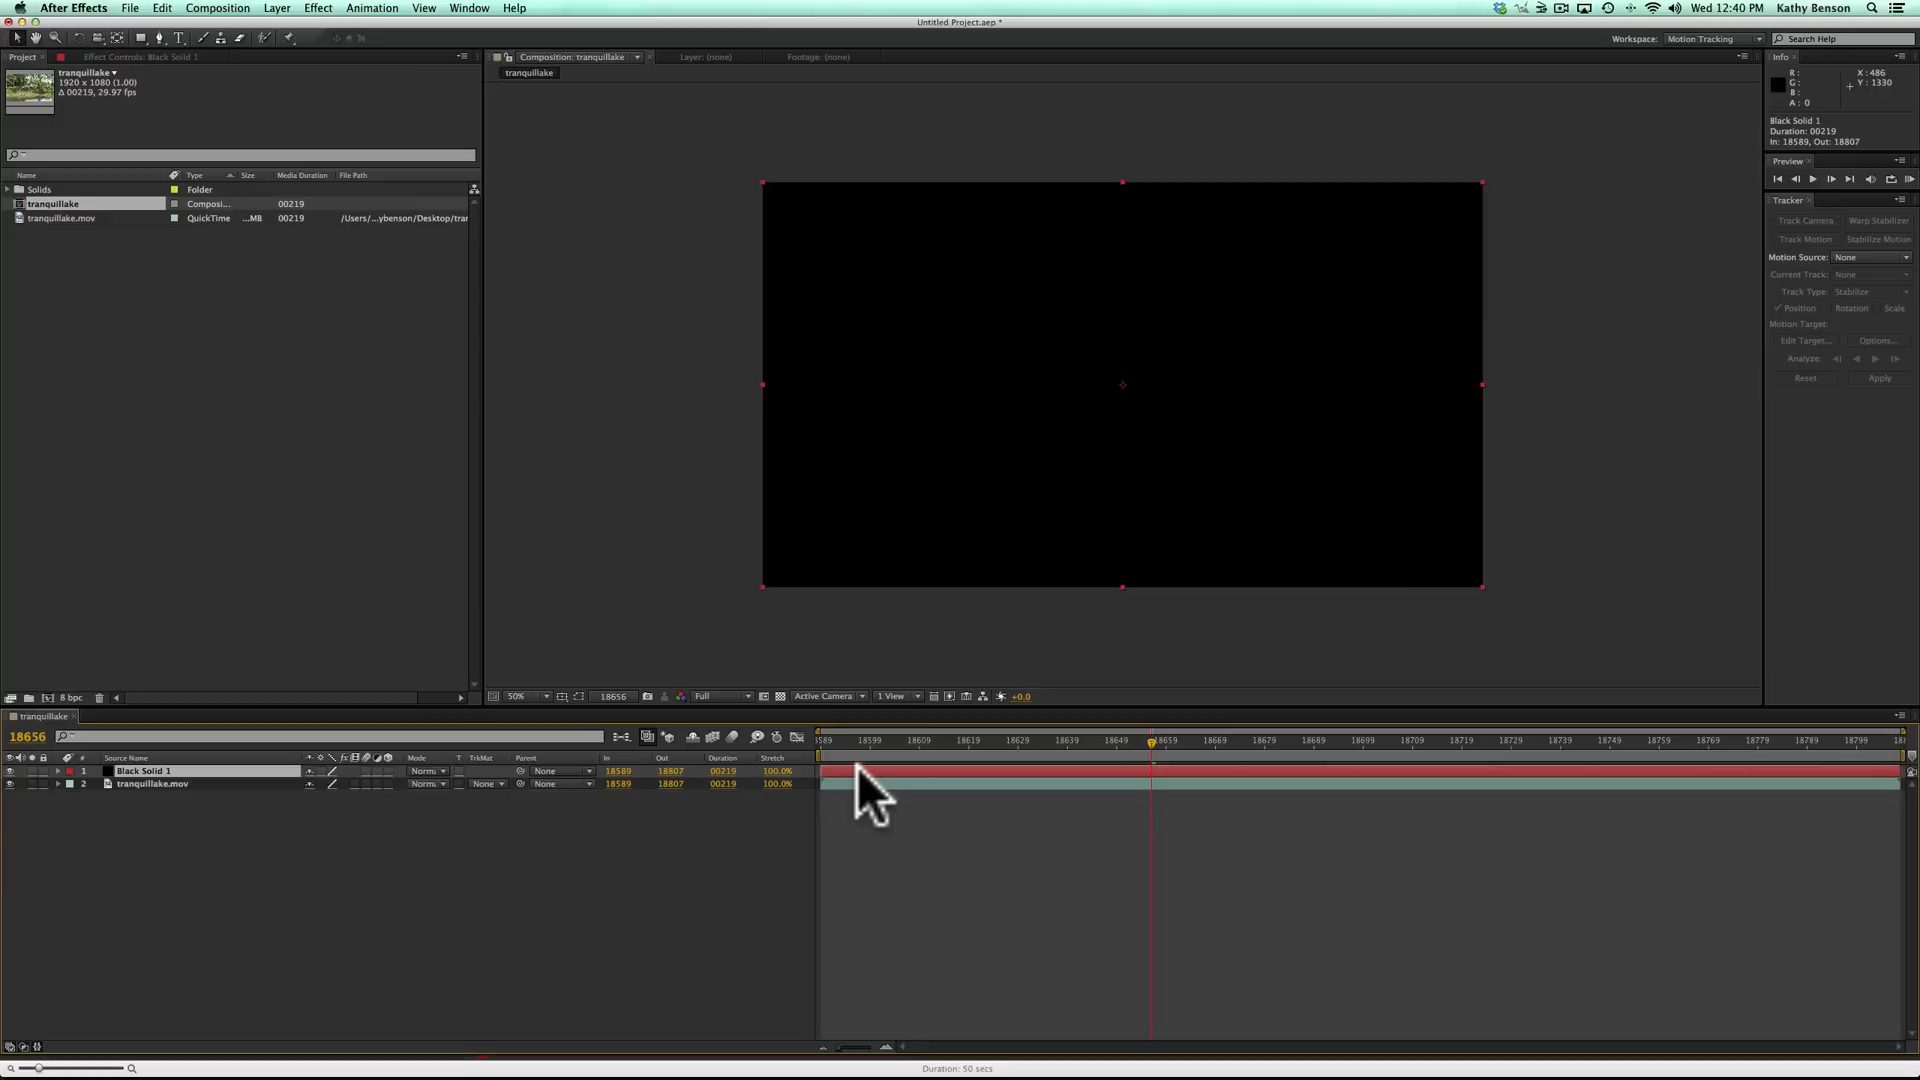 After Effects File Edit Composition Layer Effect Animation View Window Help Wed 12:40 PM Kathy Benson
Untitled Project.aep *
Workspace: Motion Tracking Search Help
Project Effect Controls: Black Solid 1 Composition: tranquillake Layer: (none) Footage: (none) Info
tranquillake
tranquillake
1920 x 1080 (1.00)
Δ 00219, 29.97 fps
R :
G :
B :
A : 0
X : 486
Y : 1330
Black Solid 1
Duration: 00219
In: 18589, Out: 18807
Preview
Tracker
Track Camera Warp Stabilizer
Track Motion Stabilize Motion
Motion Source: None
Current Track: None
Track Type: Stabilize
Position Rotation Scale
Motion Target:
Edit Target... Options...
Analyze:
Reset Apply
Name Type Size Media Duration File Path
Solids Folder
tranquillake Composi... 00219
tranquillake.mov QuickTime ...MB 00219 /Users/...ybenson/Desktop/tran
8 bpc
50% 18656 Full Active Camera 1 View +0.0
tranquillake
18656
18599 18609 18619 18629 18639 18649 18659 18669 18679 18689 18699 18709 18719 18729 18739 18749 18759 18769 18779 18789 18799
# Source Name fx Mode T TrkMat Parent In Out Duration Stretch
1 Black Solid 1 Norm None 18589 18807 00219 100.0%
2 tranquillake.mov Norm None None 18589 18807 00219 100.0%
Duration: 50 secs